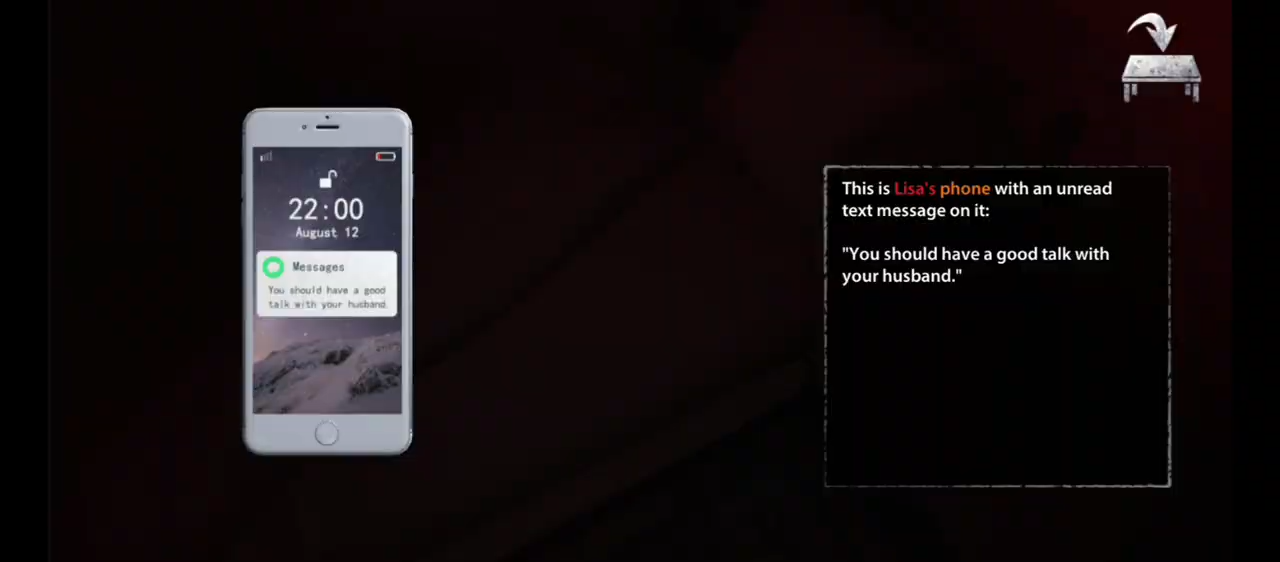 22:00
August 12
Messages
You should have a good
talk with your husband.
This is Lisa's phone with an unread
text message on it:
"You should have a good talk with
your husband."